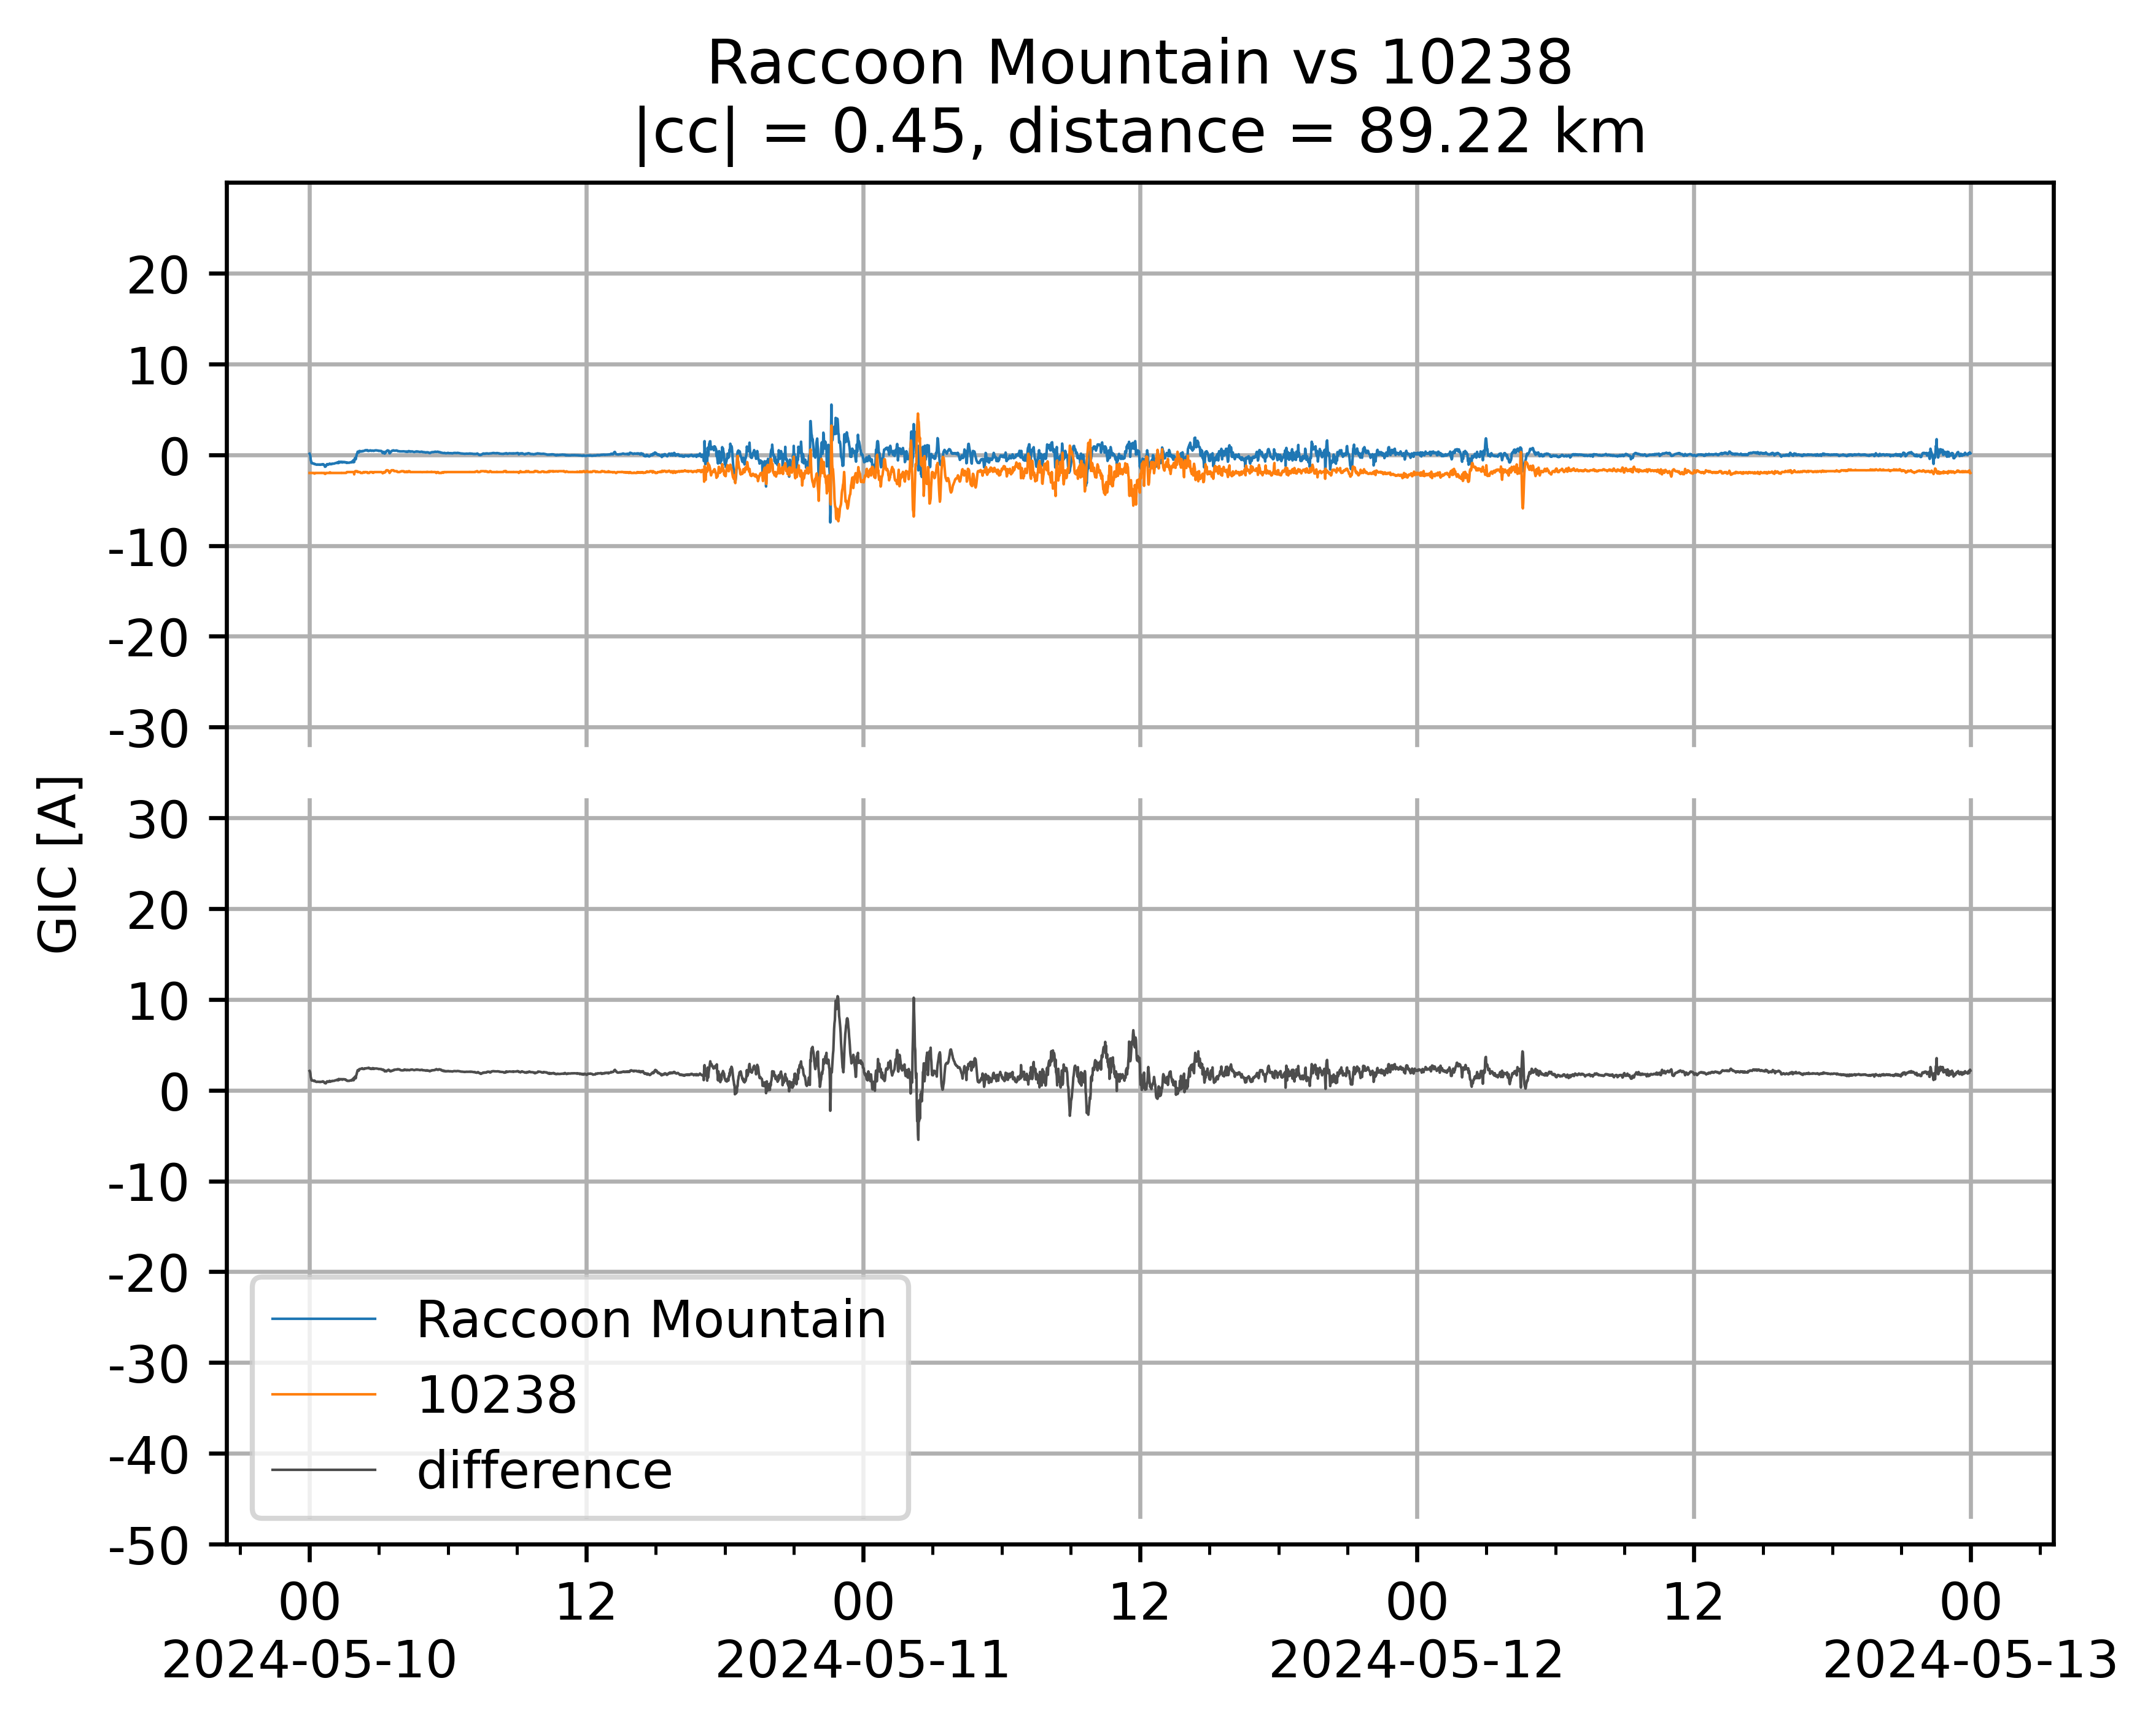 Raccoon Mountain vs 10238
|cc| = 0.45, distance = 89.22 km
GIC [A]
20
10
0
-10
-20
-30
30
20
10
0
-10
-20
-30
-40
-50
Raccoon Mountain
10238
difference
00 12 00 12 00 12 00
2024-05-10 2024-05-11 2024-05-12 2024-05-13